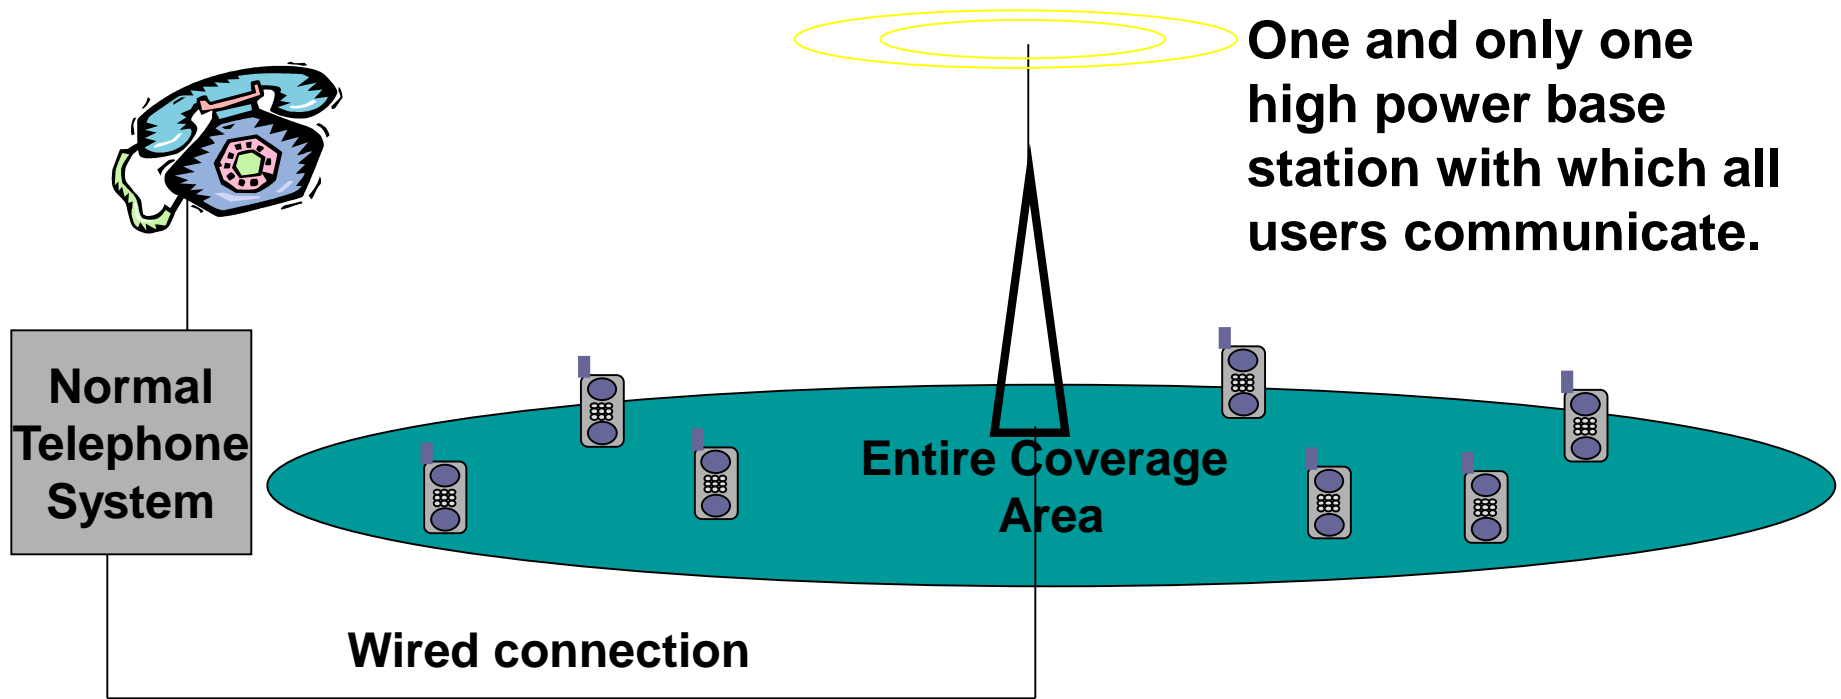 One and only one
high power base
station with which all
users communicate.
Normal
Telephone
System
Entire Coverage
Area
Wired connection